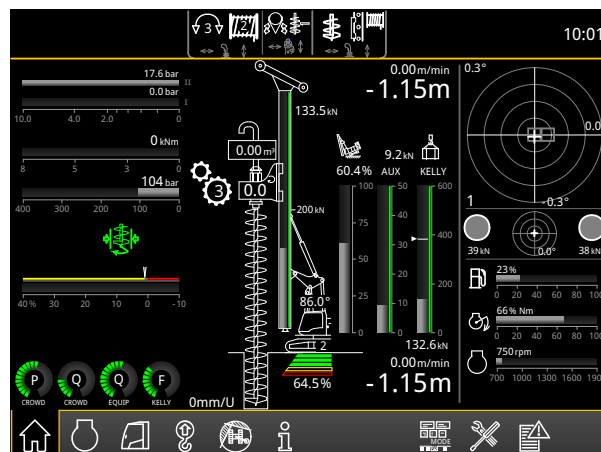 3
2
10:01
17.6 bar
II
0.0 bar
I
10.0 4.0 2.0 0
0 kNm
8 5 3 0
104 bar
400 300 200 100 0
40 % 30 20 10 0 -10
P Q Q F
CROWD CROWD EQUIP KELLY
0.00 m³
3
0.0
133.5 kN
200 kN
86.0°
2
64.5%
0mm/U
0.00 m/min
-1.15m
9.2 kN
60.4% AUX KELLY
100 50 600
75 40
30 400
50
20
25 200
10
0 0 0
132.6 kN
0.00 m/min
-1.15m
0.3°
0.0
1
-0.3°
39 kN
0.0°
38 kN
23 %
0 20 40 60 80 100
66 % Nm
0 20 40 60 80 100
750 rpm
700 1000 1300 1600 190
H
i
MODE